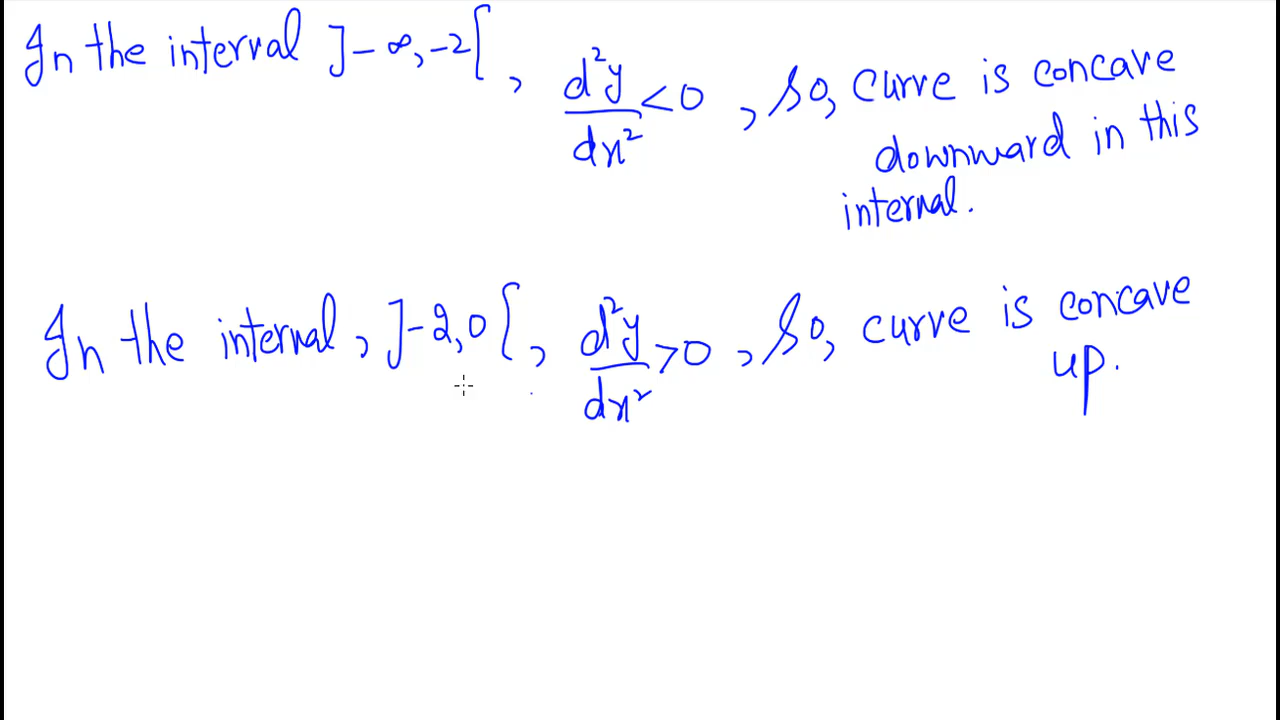 In the interval ]-∞, -2[ , d²y/dx² < 0 , So, curve is concave
downward in this
interval.
In the interval, ]-2, 0[ , d²y/dx² > 0 , So, curve is concave
up.